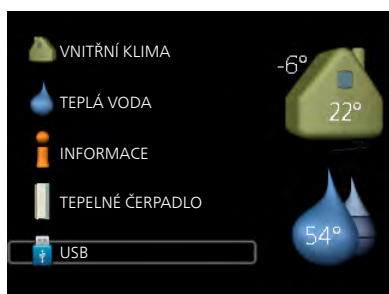 VNITŘNÍ KLIMA
TEPLÁ VODA
INFORMACE
TEPELNÉ ČERPADLO
USB
-6°
22°
54°